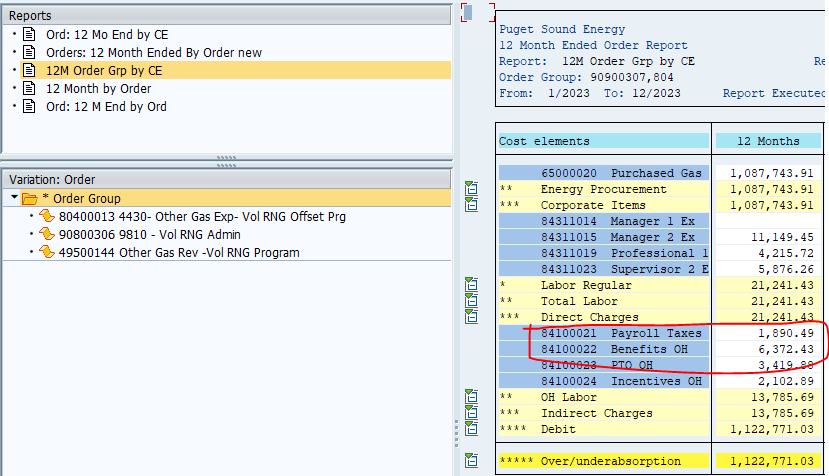 Reports
Ord: 12 Mo End by CE
Orders: 12 Month Ended By Order new
12M Order Grp by CE
12 Month by Order
Ord: 12 M End by Ord
Variation: Order
* Order Group
80400013 4430- Other Gas Exp- Vol RNG Offset Prg
90800306 9810 - Vol RNG Admin
49500144 Other Gas Rev -Vol RNG Program
Puget Sound Energy
12 Month Ended Order Report
Report: 12M Order Grp by CE Re
Order Group: 90900307,804
From: 1/2023 To: 12/2023 Report Executed
Cost elements 12 Months
65000020 Purchased Gas 1,087,743.91
** Energy Procurement 1,087,743.91
*** Corporate Items 1,087,743.91
84311014 Manager 1 Ex
84311015 Manager 2 Ex 11,149.45
84311019 Professional 1 4,215.72
84311023 Supervisor 2 E 5,876.26
* Labor Regular 21,241.43
** Total Labor 21,241.43
*** Direct Charges 21,241.43
84100021 Payroll Taxes 1,890.49
84100022 Benefits OH 6,372.43
84100023 PTO OH 3,419.88
84100024 Incentives OH 2,102.89
** OH Labor 13,785.69
*** Indirect Charges 13,785.69
**** Debit 1,122,771.03
***** Over/underabsorption 1,122,771.03